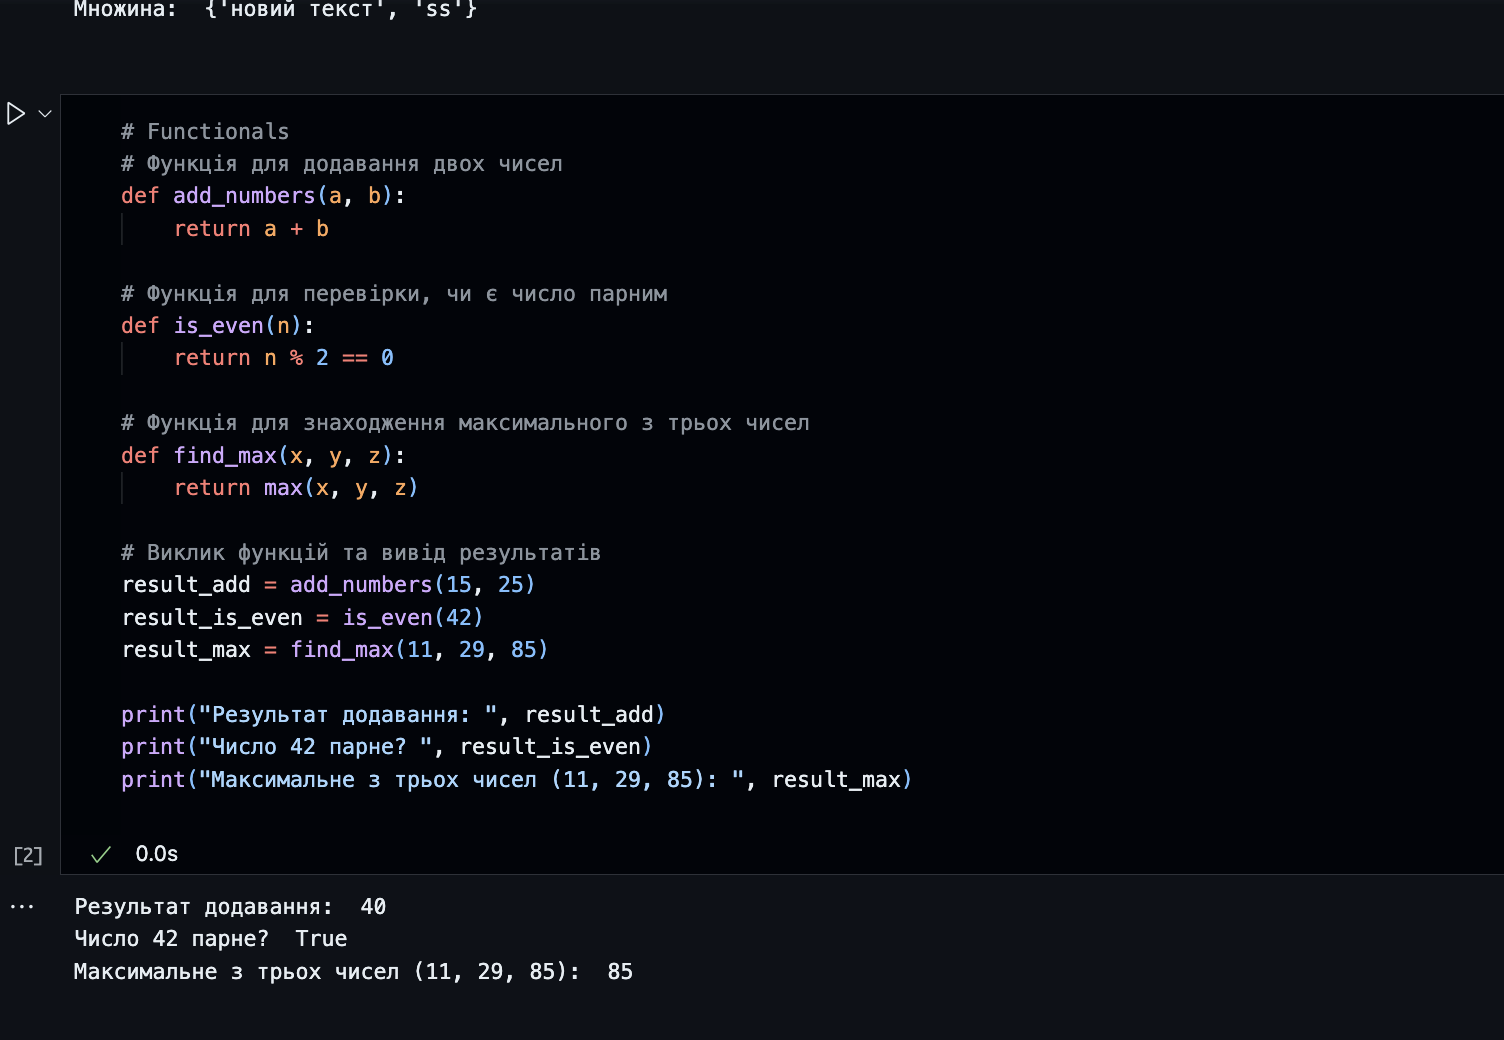 Множина:  {'новий текст', 'ss'}
# Functionals
# Функція для додавання двох чисел
def add_numbers(a, b):
    return a + b
# Функція для перевірки, чи є число парним
def is_even(n):
    return n % 2 == 0
# Функція для знаходження максимального з трьох чисел
def find_max(x, y, z):
    return max(x, y, z)
# Виклик функцій та вивід результатів
result_add = add_numbers(15, 25)
result_is_even = is_even(42)
result_max = find_max(11, 29, 85)
print("Результат додавання: ", result_add)
print("Число 42 парне? ", result_is_even)
print("Максимальне з трьох чисел (11, 29, 85): ", result_max)
[2] ✓ 0.0s
... Результат додавання:  40
Число 42 парне?  True
Максимальне з трьох чисел (11, 29, 85):  85